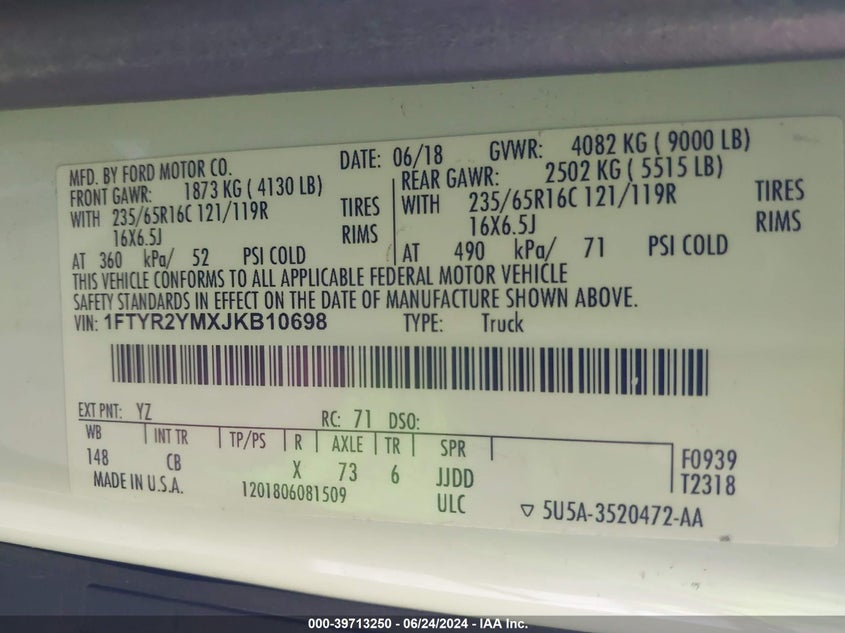 MFD. BY FORD MOTOR CO. DATE: 06/18 GVWR: 4082 KG ( 9000 LB)
FRONT GAWR: 1873 KG ( 4130 LB) REAR GAWR: 2502 KG ( 5515 LB)
WITH 235/65R16C 121/119R TIRES WITH 235/65R16C 121/119R TIRES
16X6.5J RIMS 16X6.5J RIMS
AT 360 kPa/ 52 PSI COLD AT 490 kPa/ 71 PSI COLD
THIS VEHICLE CONFORMS TO ALL APPLICABLE FEDERAL MOTOR VEHICLE
SAFETY STANDARDS IN EFFECT ON THE DATE OF MANUFACTURE SHOWN ABOVE.
VIN: 1FTYR2YMXJKB10698 TYPE: Truck
EXT PNT: YZ RC: 71 DSO:
WB INT TR TP/PS R AXLE TR SPR
148 CB X 73 6 JJDD F0939
MADE IN U.S.A. 1201806081509 ULC T2318
▽ 5U5A-3520472-AA
000-39713250 - 06/24/2024 - IAA Inc.